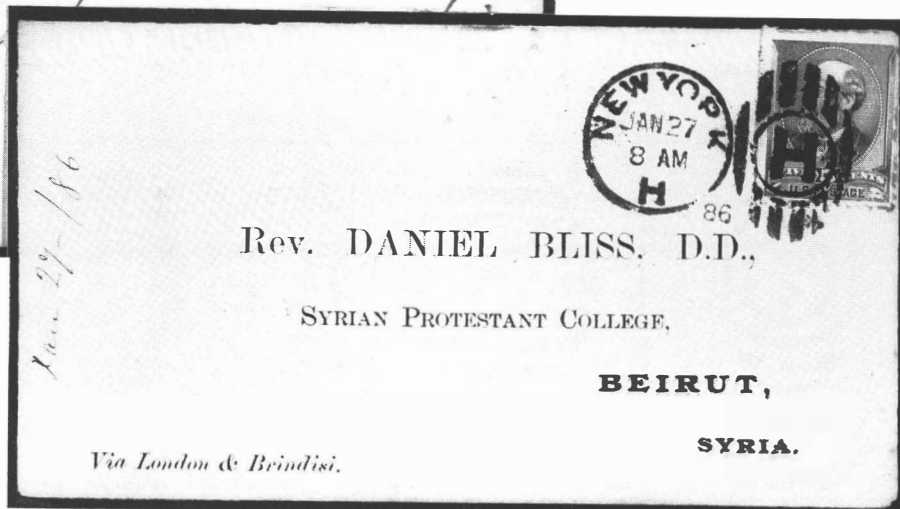 NEW YORK
JAN 27
8 AM
H
86
H
Jan 27/86
Rev. DANIEL BLISS, D.D.,
SYRIAN PROTESTANT COLLEGE,
BEIRUT,
SYRIA.
Via London & Brindisi.